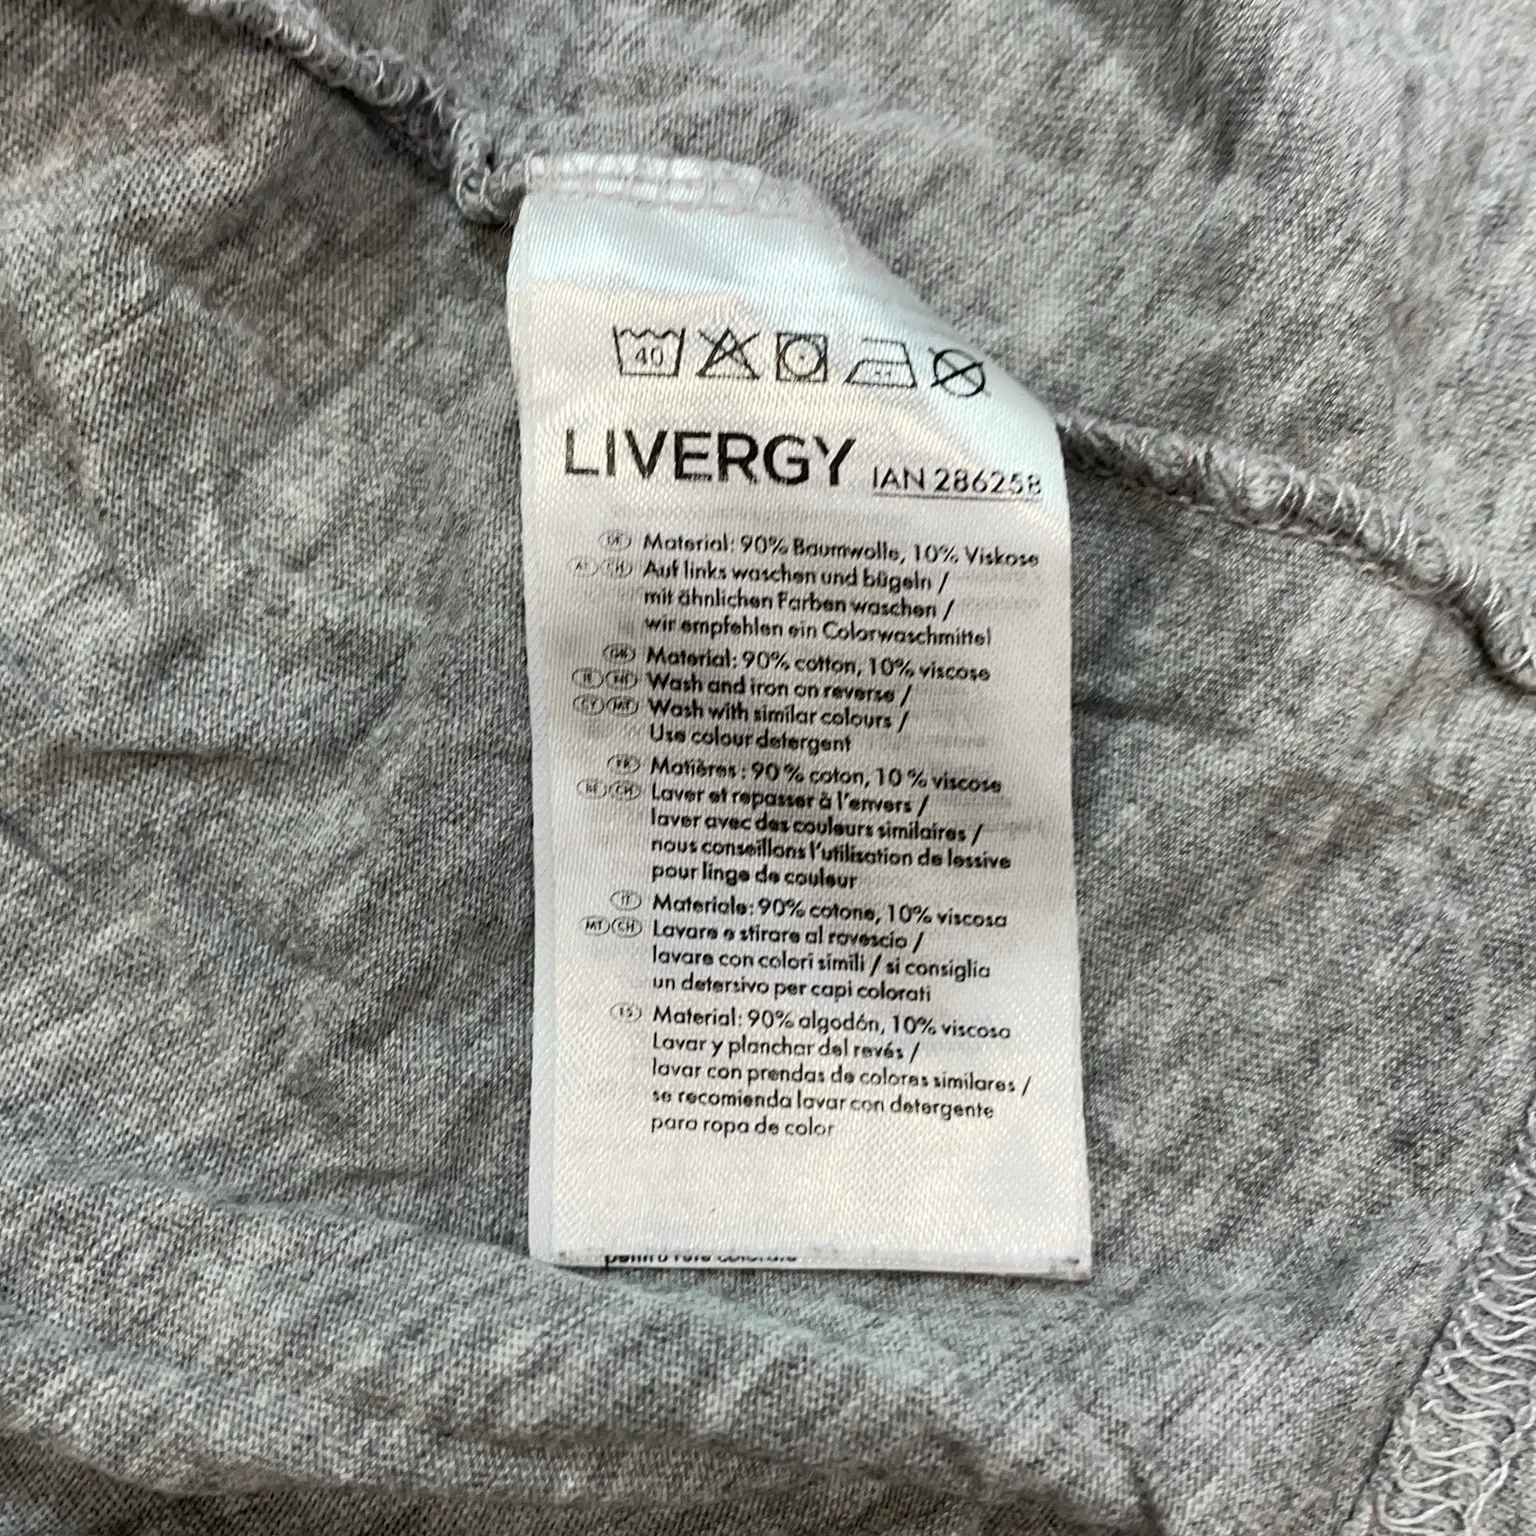 40
LIVERGY IAN 286258
DE Material: 90% Baumwolle, 10% Viskose
AT CH Auf links waschen und bügeln /
mit ähnlichen Farben waschen /
wir empfehlen ein Colorwaschmittel
GB Material: 90% cotton, 10% viscose
IE NI Wash and iron on reverse /
CY MT Wash with similar colours /
Use colour detergent
FR Matières : 90 % coton, 10 % viscose
BE CH Laver et repasser à l'envers /
laver avec des couleurs similaires /
nous conseillons l'utilisation de lessive
pour linge de couleur
IT Materiale: 90% cotone, 10% viscosa
MT CH Lavare e stirare al rovescio /
lavare con colori simili / si consiglia
un detersivo per capi colorati
ES Material: 90% algodón, 10% viscosa
Lavar y planchar del revés /
lavar con prendas de colores similares /
se recomienda lavar con detergente
para ropa de color